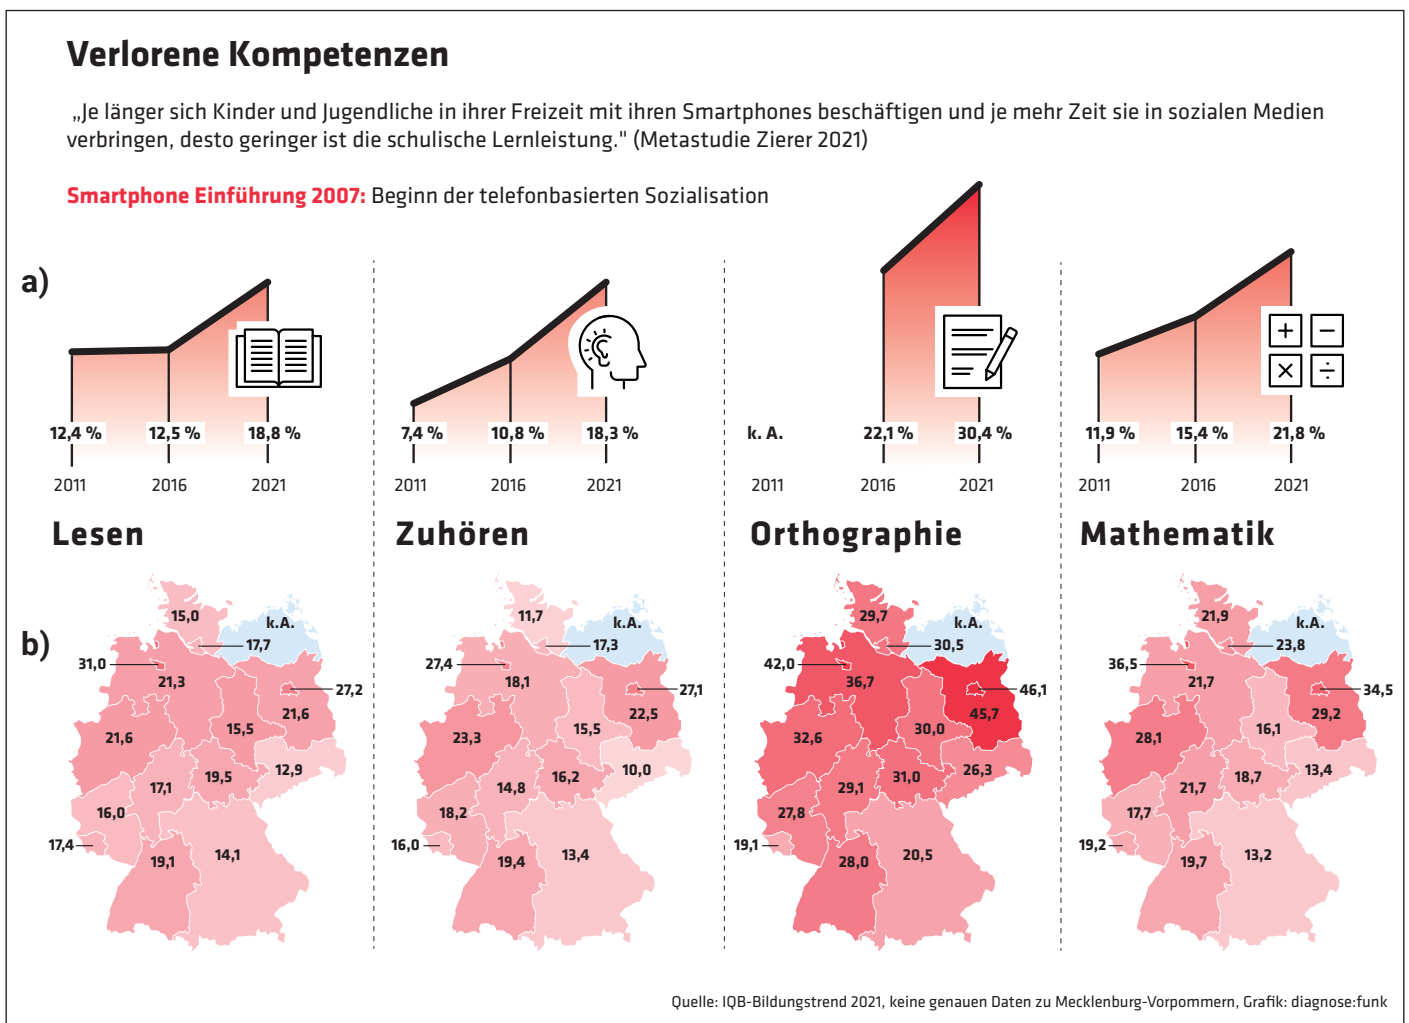 Verlorene Kompetenzen
„Je länger sich Kinder und Jugendliche in ihrer Freizeit mit ihren Smartphones beschäftigen und je mehr Zeit sie in sozialen Medien
verbringen, desto geringer ist die schulische Lernleistung." (Metastudie Zierer 2021)
Smartphone Einführung 2007: Beginn der telefonbasierten Sozialisation
a)
12,4 % 12,5 % 18,8 %
2011 2016 2021
Lesen
7,4 % 10,8 % 18,3 %
2011 2016 2021
Zuhören
k. A. 22,1 % 30,4 %
2011 2016 2021
Orthographie
11,9 % 15,4 % 21,8 %
2011 2016 2021
Mathematik
b)
15,0
k.A.
17,7
31,0
21,3
27,2
21,6
15,5
21,6
12,9
19,5
17,1
16,0
17,4
19,1
14,1
11,7
k.A.
17,3
27,4
18,1
27,1
22,5
15,5
23,3
10,0
16,2
14,8
18,2
16,0
19,4
13,4
29,7
k.A.
30,5
42,0
36,7
46,1
45,7
30,0
32,6
26,3
31,0
29,1
27,8
19,1
28,0
20,5
21,9
k.A.
23,8
36,5
21,7
34,5
29,2
16,1
28,1
13,4
18,7
21,7
17,7
19,2
19,7
13,2
Quelle: IQB-Bildungstrend 2021, keine genauen Daten zu Mecklenburg-Vorpommern, Grafik: diagnose:funk